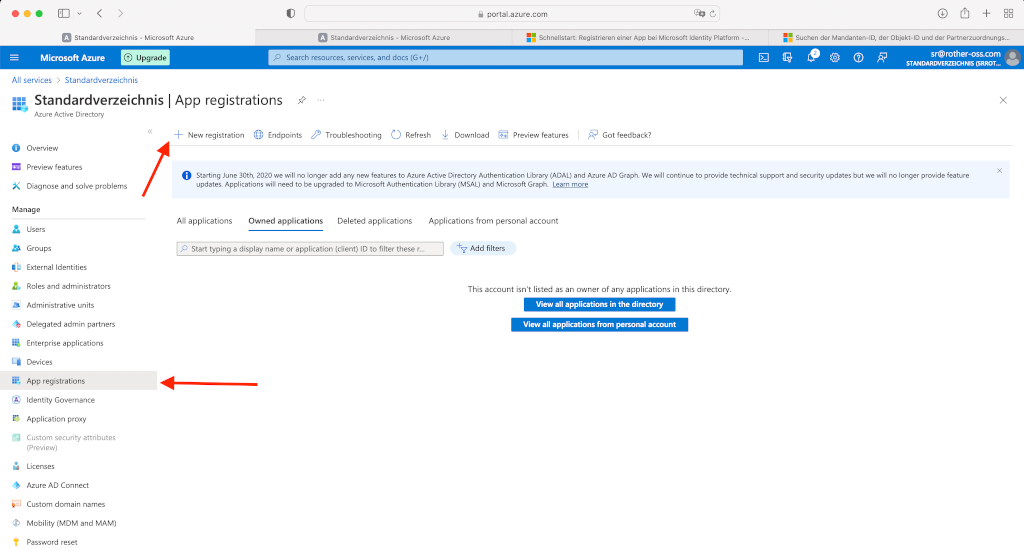 portal.azure.com
Standardverzeichnis – Microsoft Azure
Standardverzeichnis – Microsoft Azure
Schnellstart: Registrieren einer App bei Microsoft Identity Platform -...
Suchen der Mandanten-ID, der Objekt-ID und der Partnerzuordnungs...
Microsoft Azure
Upgrade
Search resources, services, and docs (G+/)
2
sr@rother-oss.com
STANDARDVERZEICHNIS (SRROT...
All services > Standardverzeichnis
Standardverzeichnis | App registrations
Azure Active Directory
New registration
Endpoints
Troubleshooting
Refresh
Download
Preview features
Got feedback?
Overview
Preview features
Diagnose and solve problems
Manage
Users
Groups
External Identities
Roles and administrators
Administrative units
Delegated admin partners
Enterprise applications
Devices
App registrations
Identity Governance
Application proxy
Custom security attributes
(Preview)
Licenses
Azure AD Connect
Custom domain names
Mobility (MDM and MAM)
Password reset
Starting June 30th, 2020 we will no longer add any new features to Azure Active Directory Authentication Library (ADAL) and Azure AD Graph. We will continue to provide technical support and security updates but we will no longer provide feature
updates. Applications will need to be upgraded to Microsoft Authentication Library (MSAL) and Microsoft Graph. Learn more
All applications
Owned applications
Deleted applications
Applications from personal account
Start typing a display name or application (client) ID to filter these r...
Add filters
This account isn't listed as an owner of any applications in this directory.
View all applications in the directory
View all applications from personal account